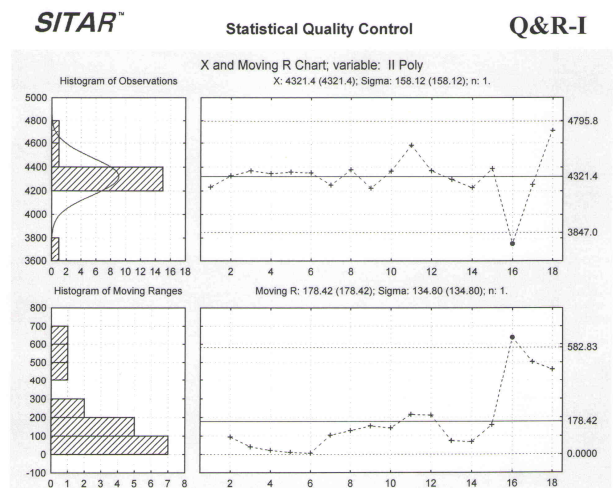 SITAR™
Statistical Quality Control
Q&R-I
X and Moving R Chart; variable: II Poly
Histogram of Observations
X: 4321.4 (4321.4); Sigma: 158.12 (158.12); n: 1.
5000
4800
4600
4400
4200
4000
3800
3600
0 2 4 6 8 10 12 14 16 18
4795.8
4321.4
3847.0
2 4 6 8 10 12 14 16 18
Histogram of Moving Ranges
Moving R: 178.42 (178.42); Sigma: 134.80 (134.80); n: 1.
800
700
600
500
400
300
200
100
0
-100
0 1 2 3 4 5 6 7 8
582.83
178.42
0.0000
2 4 6 8 10 12 14 16 18